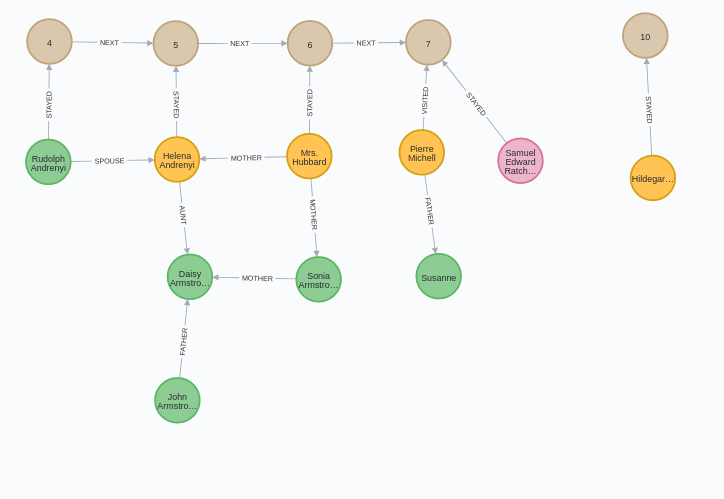 4
NEXT
5
NEXT
6
NEXT
7
10
STAYED
STAYED
STAYED
VISITED
STAYED
STAYED
Rudolph
Andrenyi
SPOUSE
Helena
Andrenyi
MOTHER
Mrs.
Hubbard
Pierre
Michell
Samuel
Edward
Ratch…
Hildegar…
AUNT
MOTHER
FATHER
Daisy
Armstro…
MOTHER
Sonia
Armstro…
Susanne
FATHER
John
Armstro…